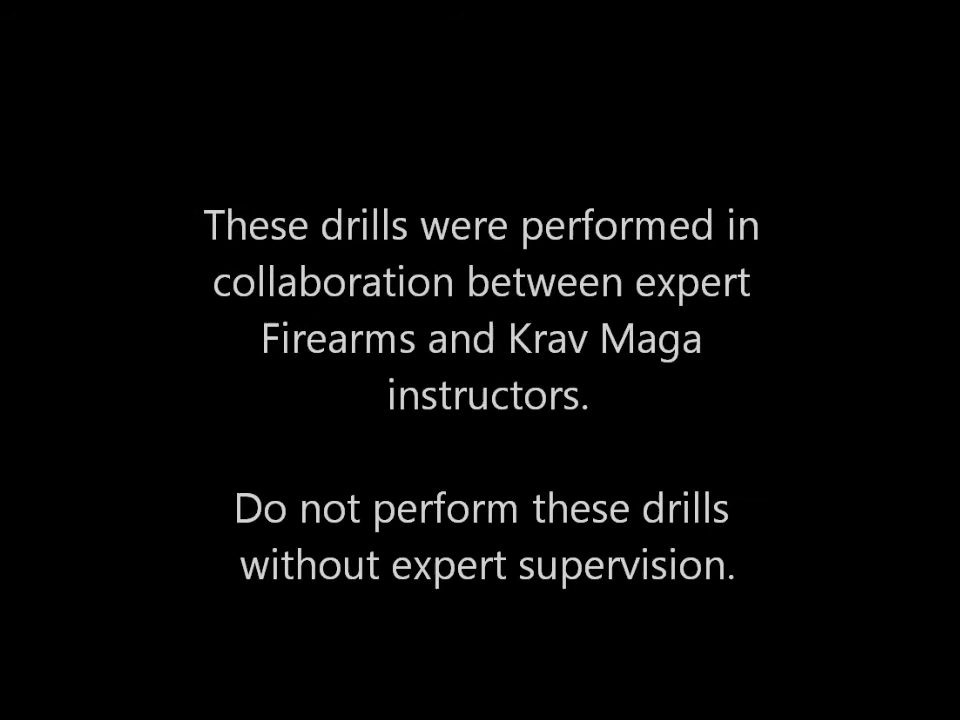 These drills were performed in
collaboration between expert
Firearms and Krav Maga
instructors.
Do not perform these drills
without expert supervision.